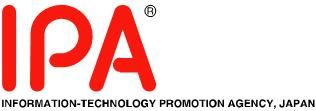 IPA®
INFORMATION-TECHNOLOGY PROMOTION AGENCY, JAPAN